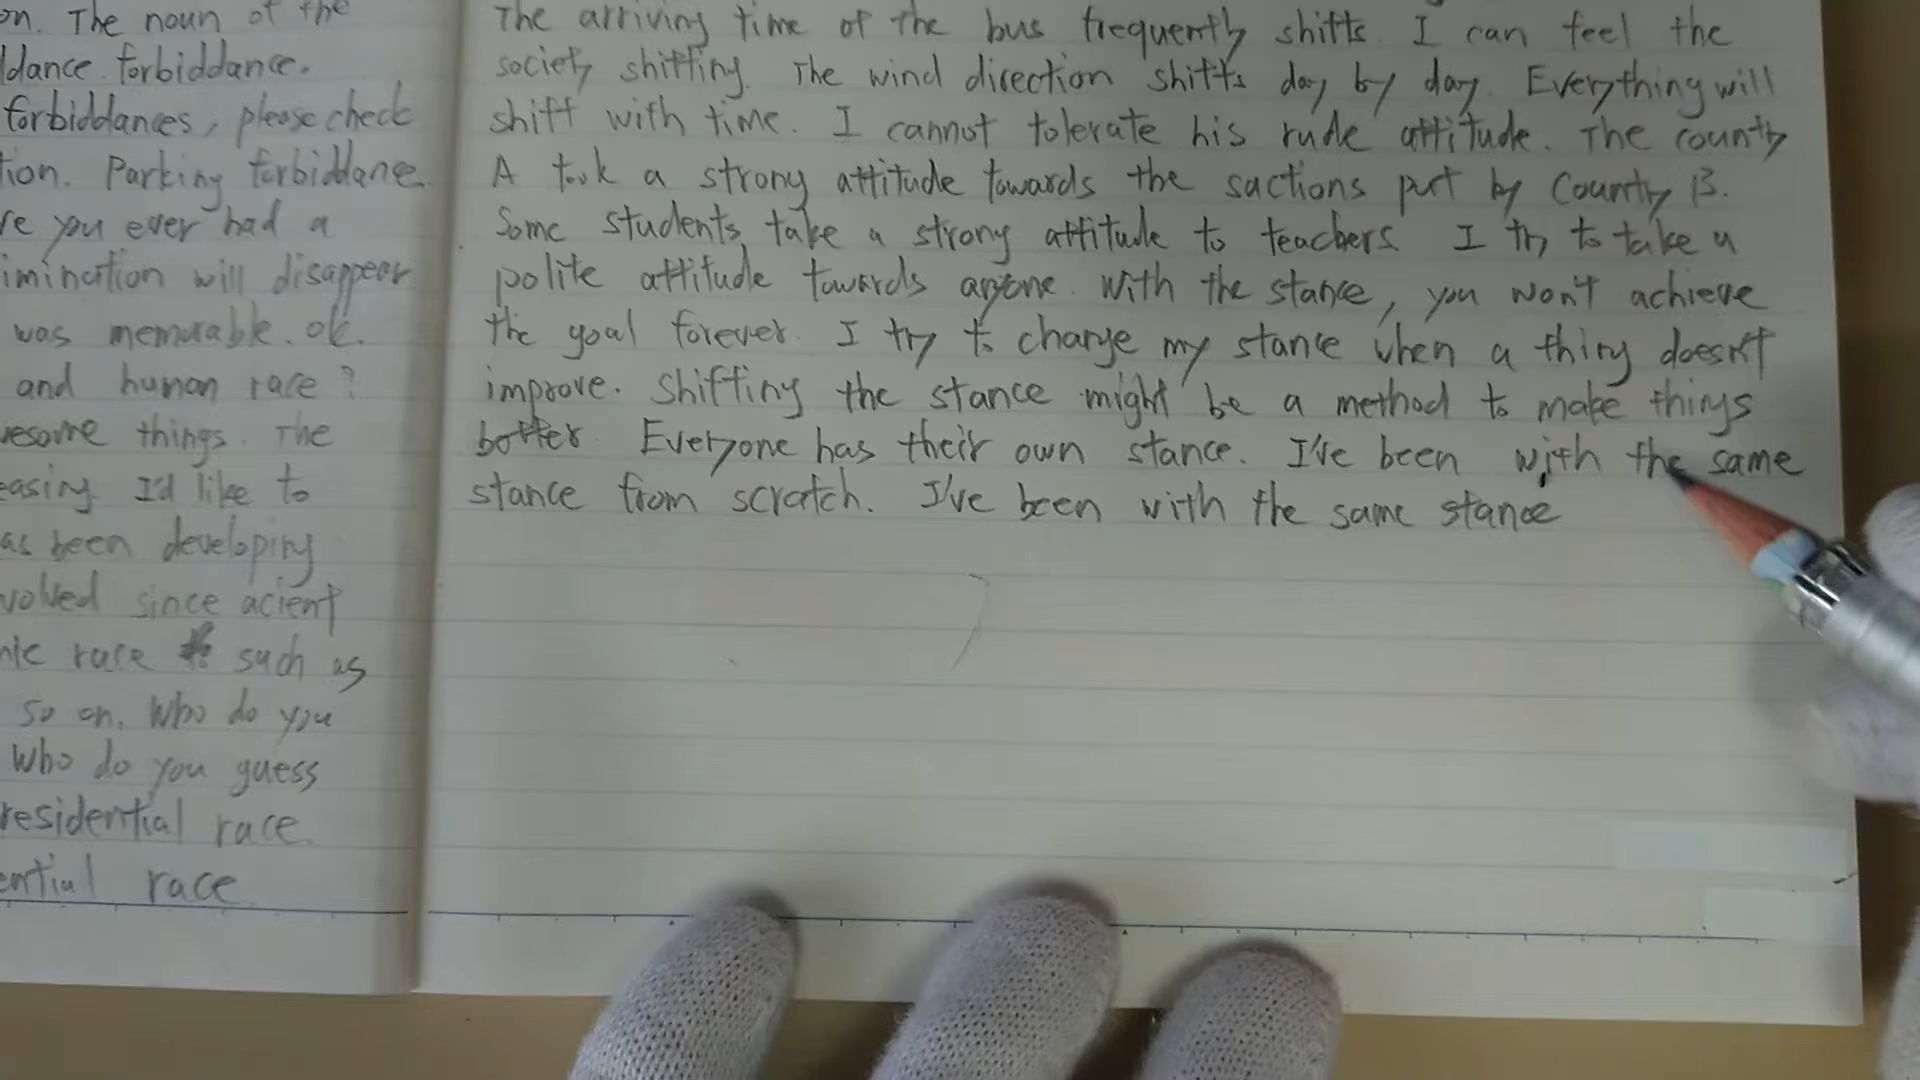 on. The noun of the
ddance forbiddance.
forbiddances, please check
tion. Parking forbiddance.
ve you ever had a
imination will disappear
was memorable. ok.
and human race?
wesome things. The
easing I'd like to
as been developing
volved since acient
nic race such as
so on. Who do you
Who do you guess
residential race.
ential race.
The arriving time of the bus frequently shifts. I can feel the
society shifting. The wind direction shifts day by day. Everything will
shift with time. I cannot tolerate his rude attitude. The county
A took a strong attitude towards the sactions put by County B.
Some students take a strong attitude to teachers. I try to take a
polite attitude towards anyone. With the stance, you won't achieve
the goal forever. I try to change my stance when a thing doesn't
improve. Shifting the stance might be a method to make things
better. Everyone has their own stance. I've been with the same
stance from scratch. I've been with the same stance